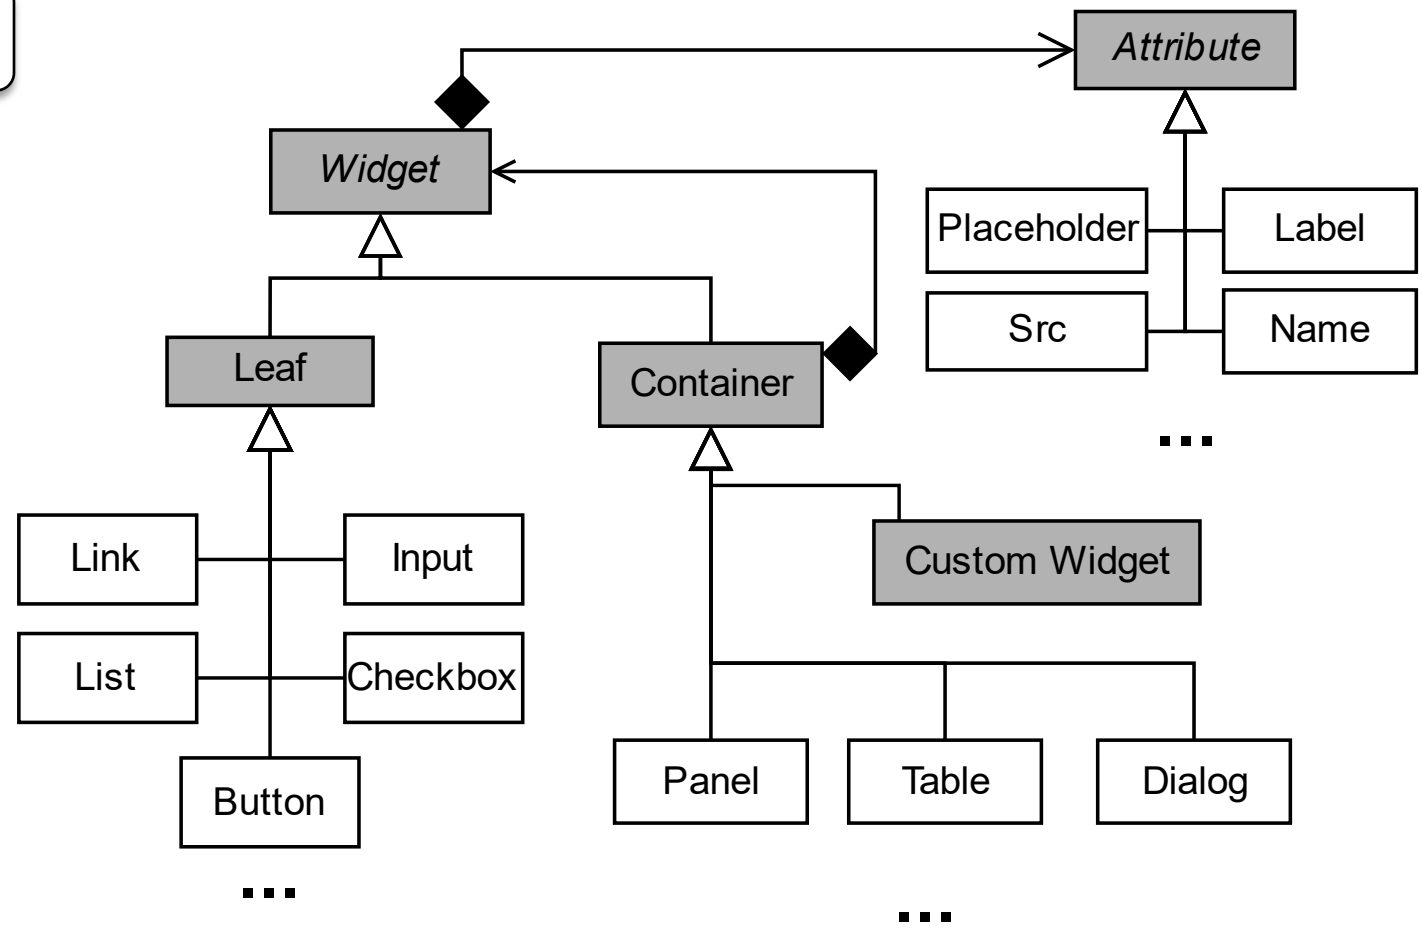 Attribute
Widget
Placeholder
Label
Src
Name
Leaf
Container
...
Link
Input
Custom Widget
List
Checkbox
Panel
Table
Dialog
Button
...
...